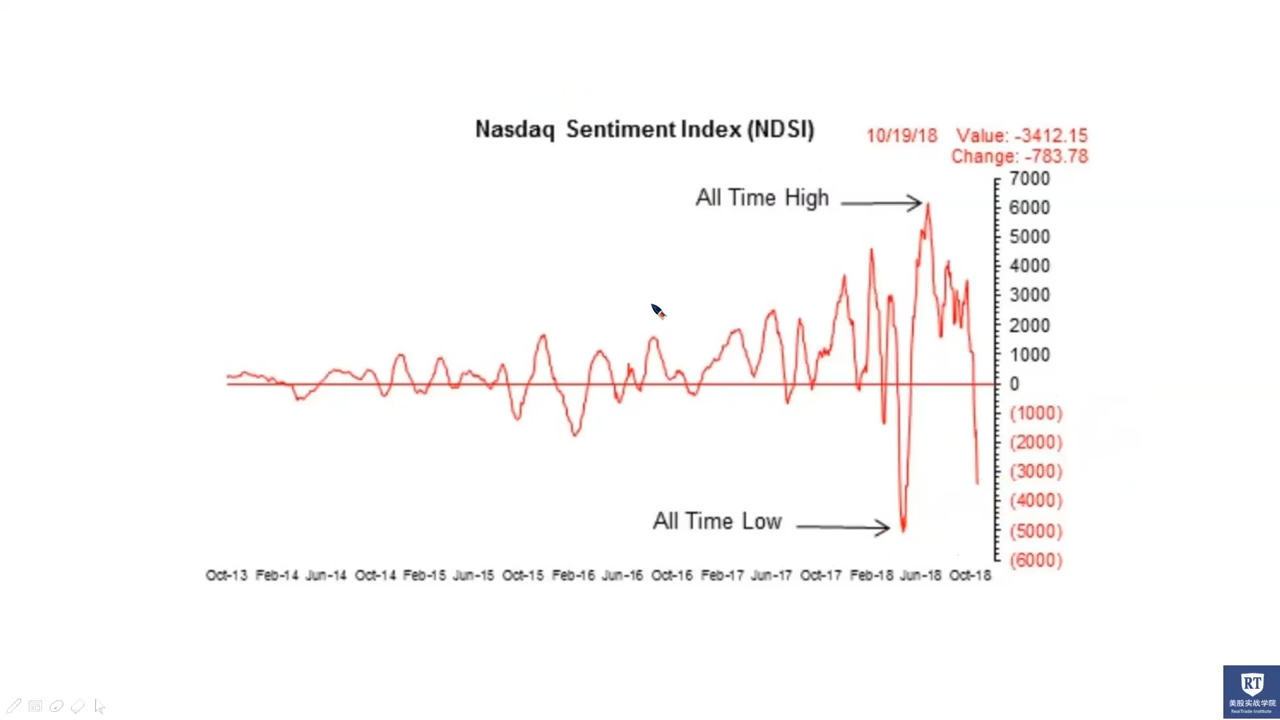 Nasdaq Sentiment Index (NDSI)
10/19/18 Value: -3412.15
Change: -783.78
7000
All Time High
6000
5000
4000
3000
2000
1000
0
(1000)
(2000)
(3000)
(4000)
All Time Low
(5000)
(6000)
Oct-13 Feb-14 Jun-14 Oct-14 Feb-15 Jun-15 Oct-15 Feb-16 Jun-16 Oct-16 Feb-17 Jun-17 Oct-17 Feb-18 Jun-18 Oct-18
RT
美股实战学院
RealTrade Institute